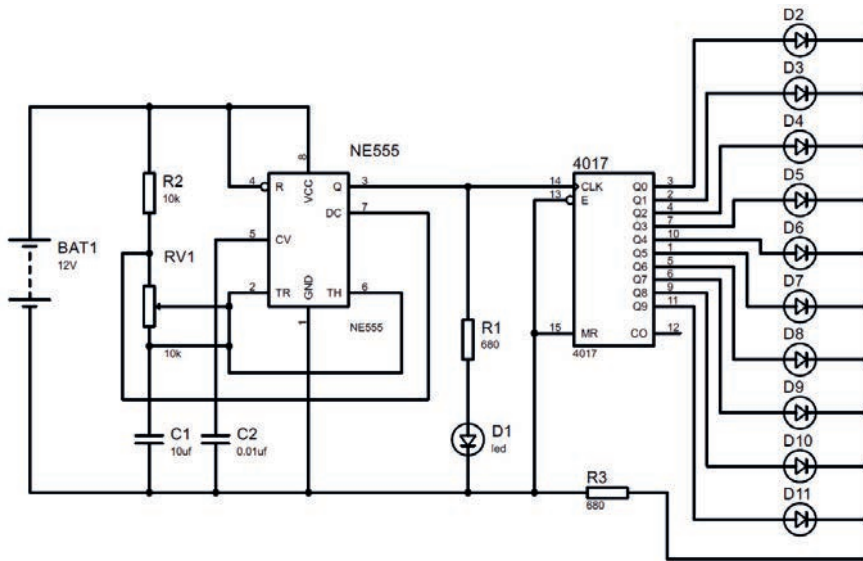 D2
D3
D4
D5
D6
D7
D8
D9
D10
D11
BAT1
12V
R2
10k
RV1
10k
C1
10uf
C2
0.01uf
NE555
4
R
VCC
8
Q
3
DC
7
5
CV
2
TR
GND
1
TH
6
NE555
R1
680
D1
led
4017
14
CLK
13
E
15
MR
Q0
3
Q1
2
Q2
4
Q3
7
Q4
10
Q5
1
Q6
5
Q7
6
Q8
9
Q9
11
CO
12
4017
R3
680